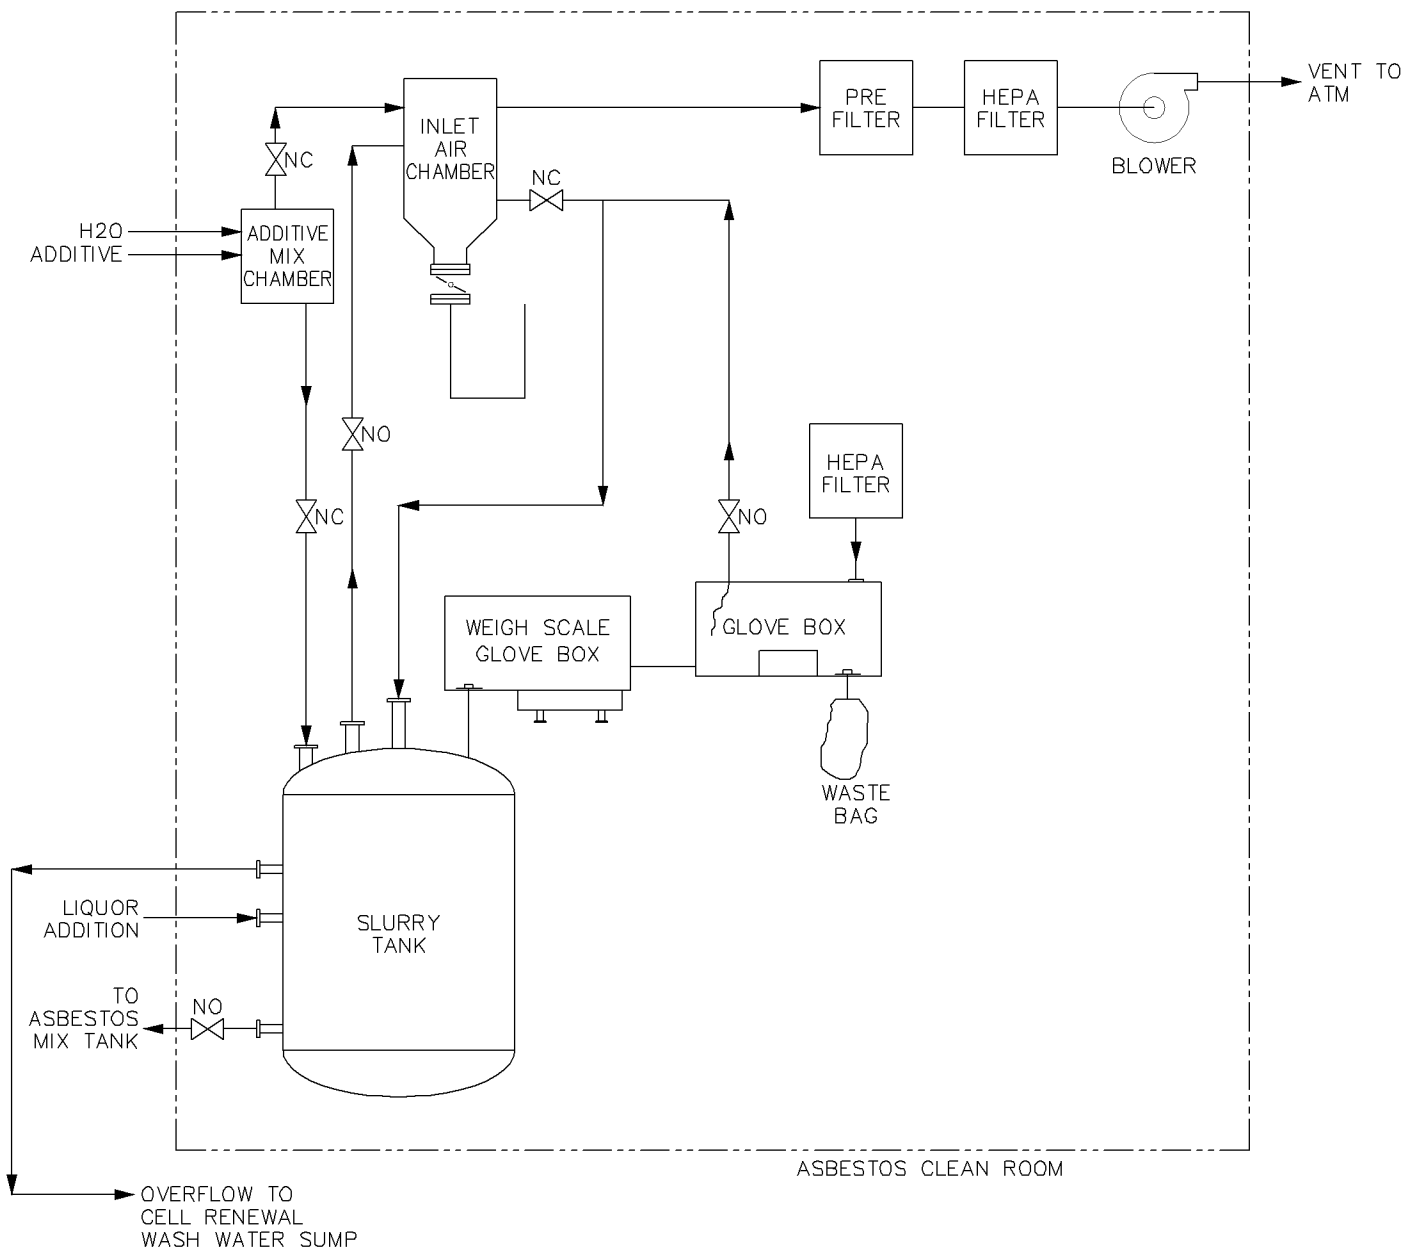 VENT TO
ATM
PRE
FILTER
HEPA
FILTER
BLOWER
INLET
AIR
CHAMBER
NC
NC
H2O
ADDITIVE
ADDITIVE
MIX
CHAMBER
NO
HEPA
FILTER
NC
NO
WEIGH SCALE
GLOVE BOX
GLOVE BOX
WASTE
BAG
LIQUOR
ADDITION
SLURRY
TANK
TO
ASBESTOS
MIX TANK
NO
ASBESTOS CLEAN ROOM
OVERFLOW TO
CELL RENEWAL
WASH WATER SUMP